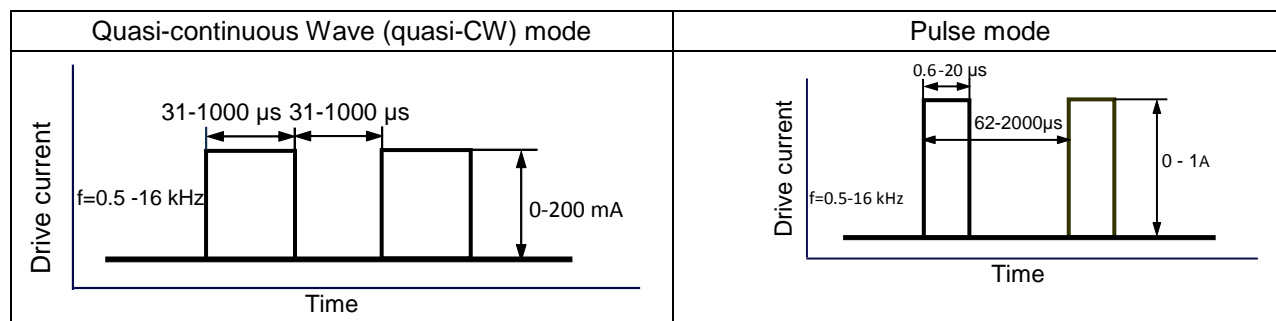 Quasi-continuous Wave (quasi-CW) mode
Pulse mode
31-1000 µs 31-1000 µs
f=0.5 -16 kHz
0-200 mA
Drive current
Time
0.6 -20 µs
62-2000µs
0 - 1A
f=0.5-16 kHz
Drive current
Time